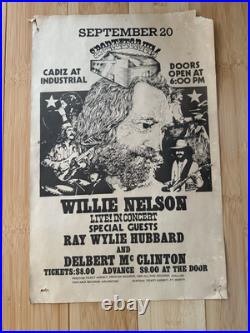 SEPTEMBER 20
SPORTATORIUM
CADIZ AT
INDUSTRIAL
DOORS
OPEN AT
6:00 PM
WILLIE NELSON
LIVE! IN CONCERT
SPECIAL GUESTS
RAY WYLIE HUBBARD
AND
DELBERT McCLINTON
TICKETS: $8.00 ADVANCE $9.00 AT THE DOOR